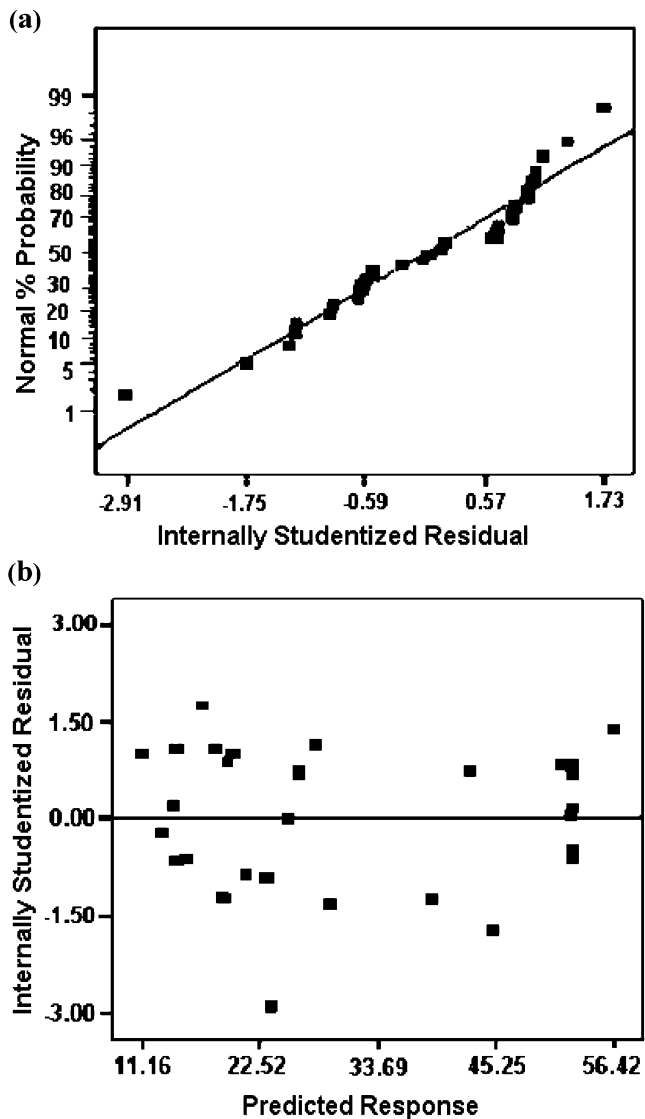 (a)
Normal % Probability
99
96
90
80
70
50
30
20
10
5
1
-2.91 -1.75 -0.59 0.57 1.73
Internally Studentized Residual
(b)
Internally Studentized Residual
3.00
1.50
0.00
-1.50
-3.00
11.16 22.52 33.69 45.25 56.42
Predicted Response